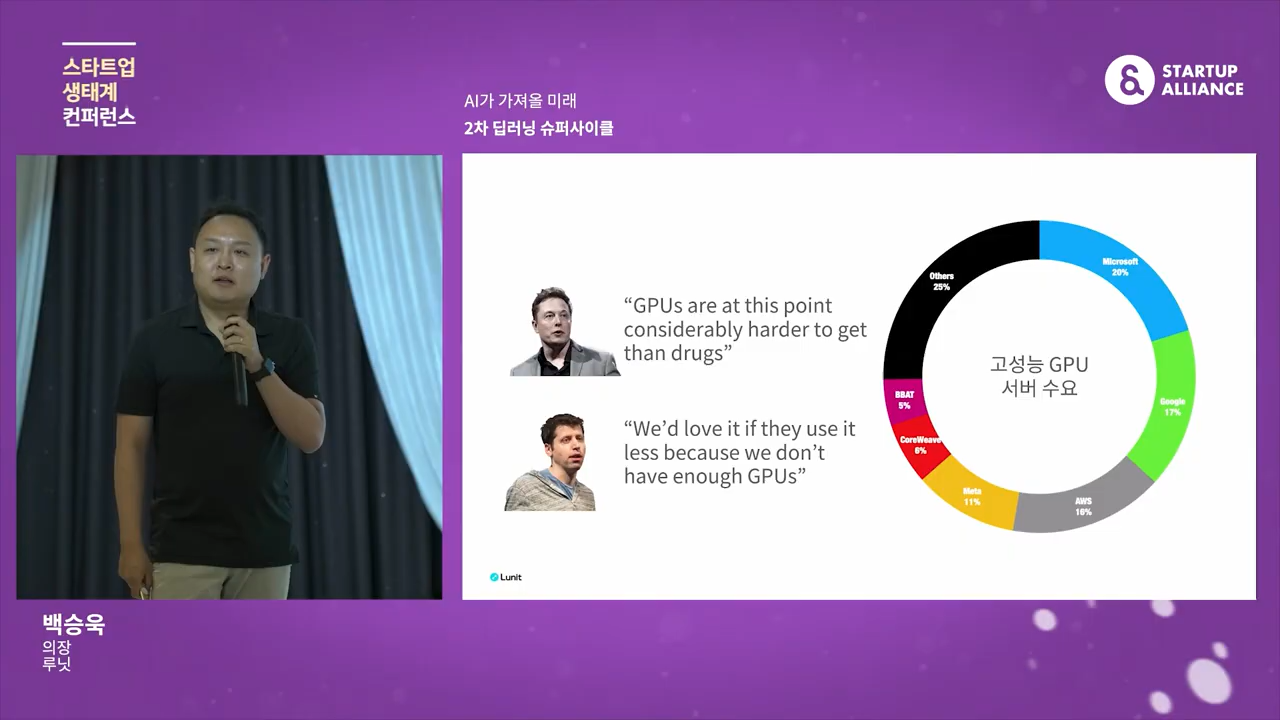 스타트업
생태계
컨퍼런스
STARTUP
ALLIANCE
AI가 가져올 미래
2차 딥러닝 슈퍼사이클
“GPUs are at this point
considerably harder to get
than drugs”
“We’d love it if they use it
less because we don’t
have enough GPUs”
고성능 GPU
서버 수요
Microsoft
20%
Google
17%
AWS
16%
Meta
11%
CoreWeave
6%
BBAT
5%
Others
25%
Lunit
백승욱
의장
루닛